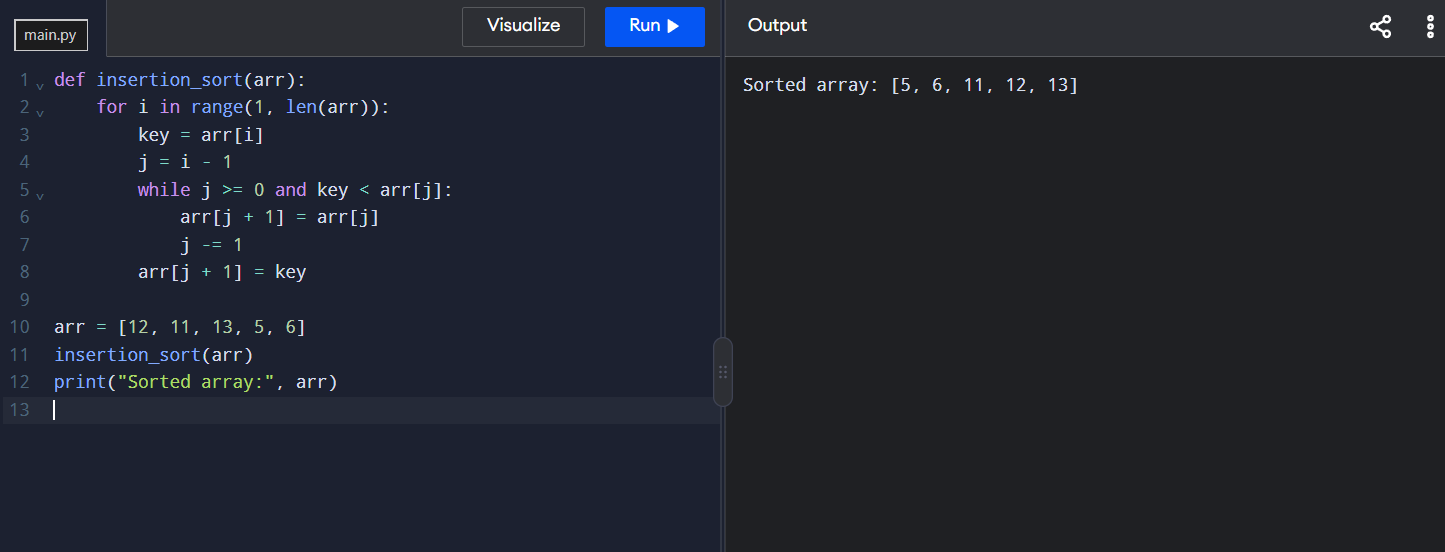 main.py
Visualize
Run
Output
1 def insertion_sort(arr):
2     for i in range(1, len(arr)):
3         key = arr[i]
4         j = i - 1
5         while j >= 0 and key < arr[j]:
6             arr[j + 1] = arr[j]
7             j -= 1
8         arr[j + 1] = key
9
10 arr = [12, 11, 13, 5, 6]
11 insertion_sort(arr)
12 print("Sorted array:", arr)
13
Sorted array: [5, 6, 11, 12, 13]